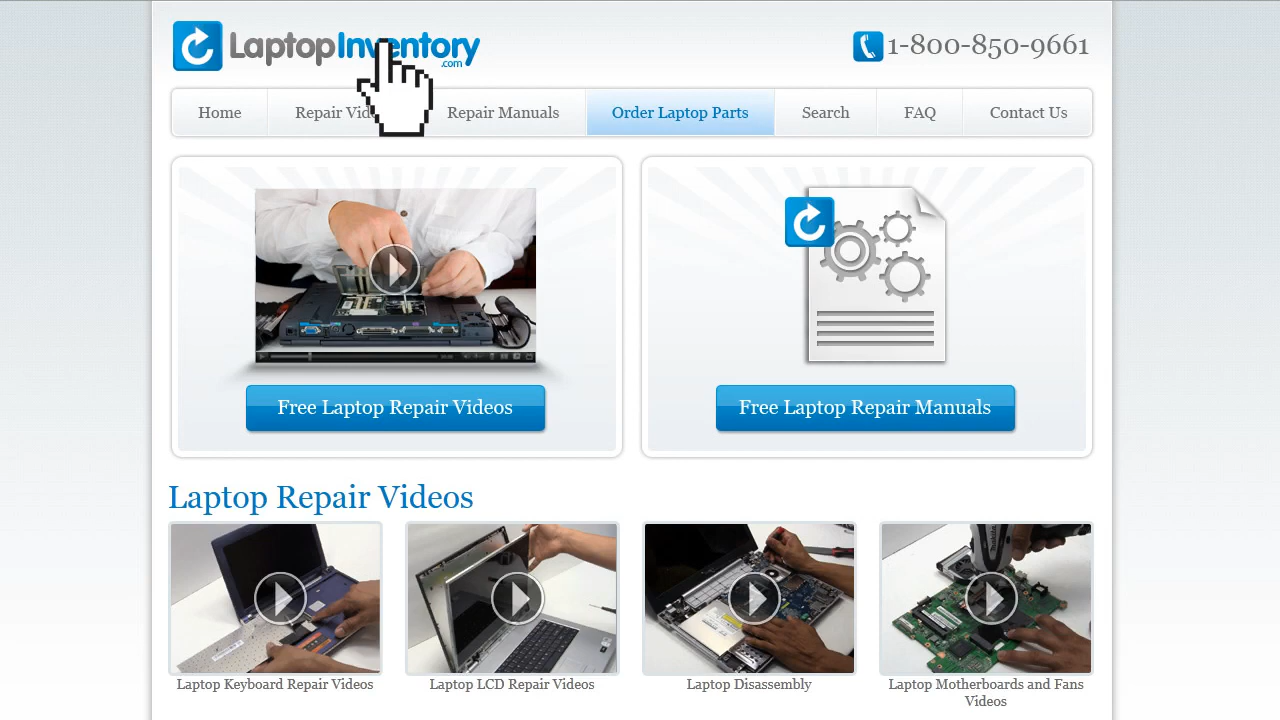 LaptopInventory
.com
1-800-850-9661
Home
Repair Vid
Repair Manuals
Order Laptop Parts
Search
FAQ
Contact Us
Free Laptop Repair Videos
Free Laptop Repair Manuals
Laptop Repair Videos
Laptop Keyboard Repair Videos
Laptop LCD Repair Videos
Laptop Disassembly
Laptop Motherboards and Fans
Videos